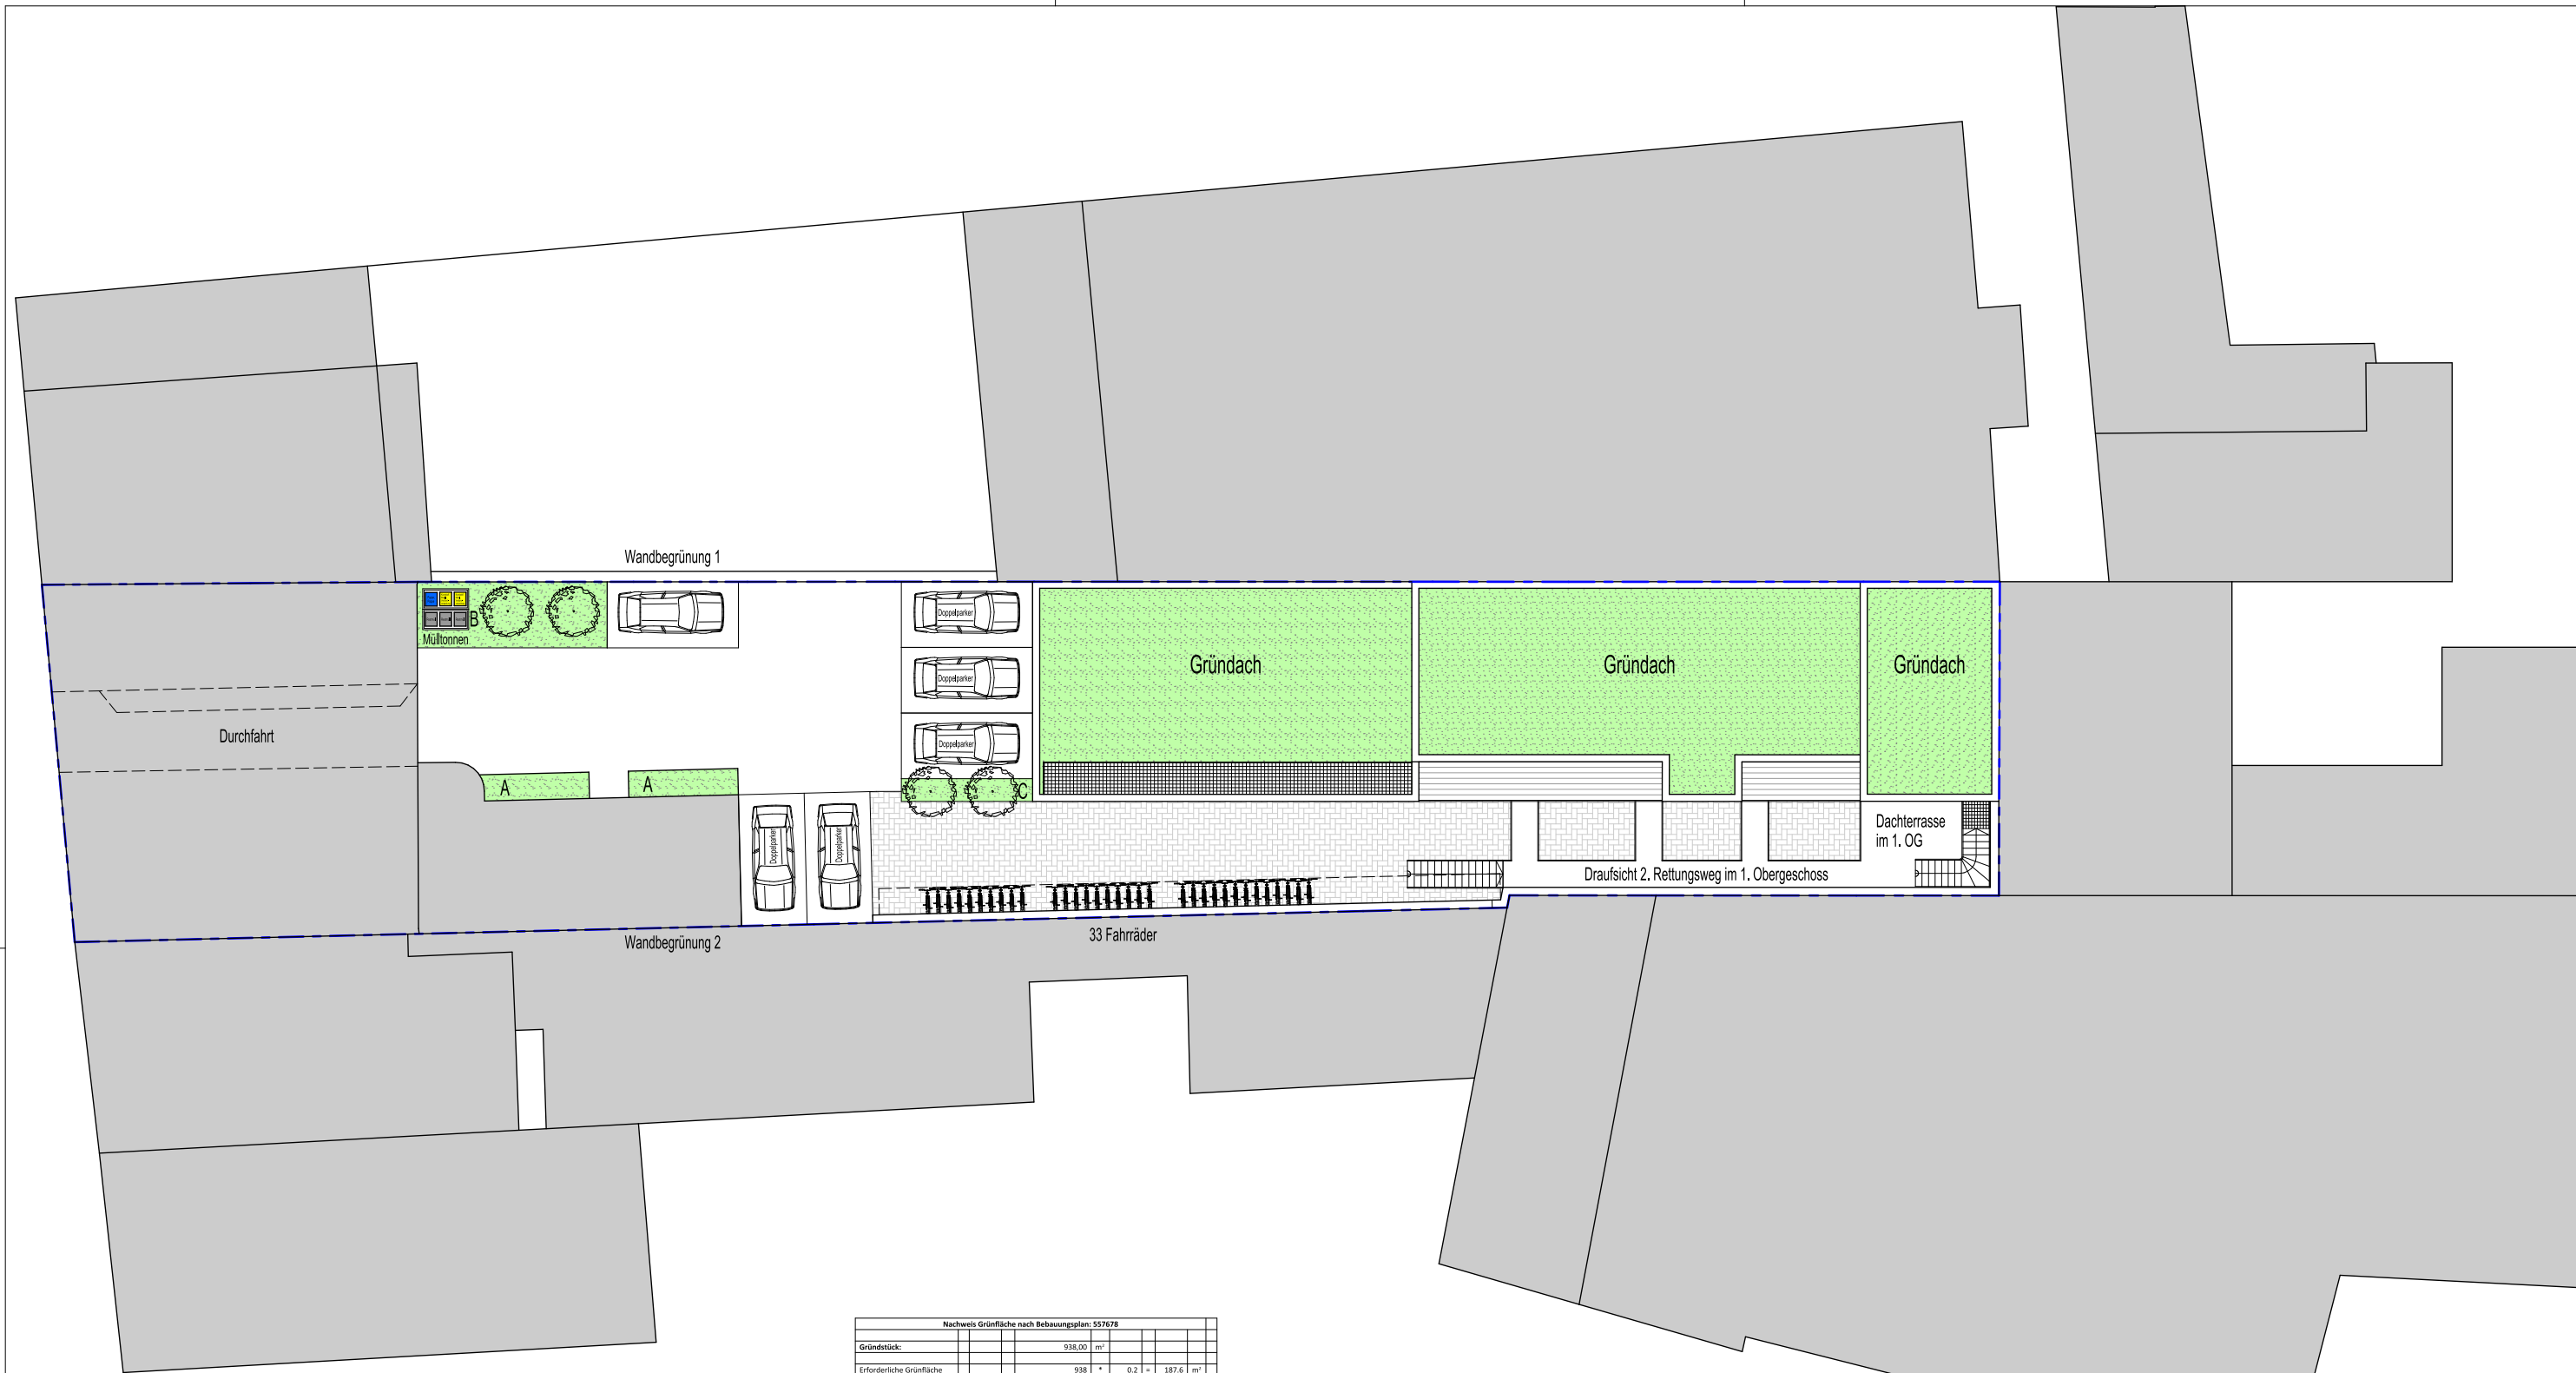 Wandbegrünung 1
B
Mülltonnen
Doppelparker
Doppelparker
Doppelparker
Gründach
Gründach
Gründach
Durchfahrt
A
A
C
Doppelparker
Doppelparker
Dachterrasse
im 1. OG
Draufsicht 2. Rettungsweg im 1. Obergeschoss
Wandbegrünung 2
33 Fahrräder
Nachweis Grünfläche nach Bebauungsplan: 557678
Gründstück: 938,00 m²
Erforderliche Grünfläche 938 * 0.2 = 187.6 m²